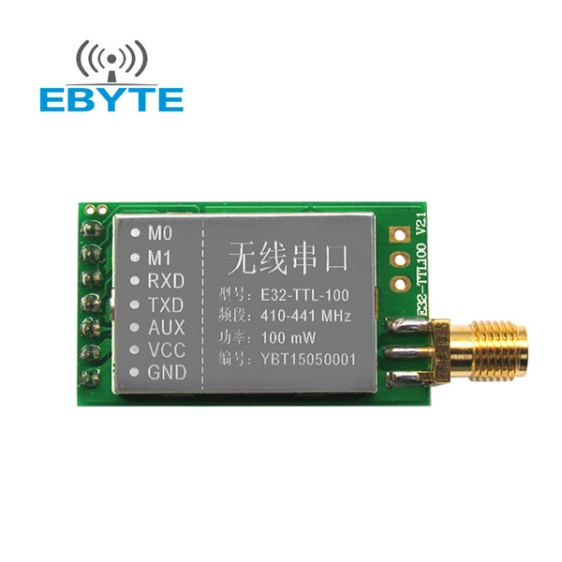 EBYTE
M0
M1
RXD
TXD
AUX
VCC
GND
无线串口
型号: E32-TTL-100
频段: 410-441 MHz
功率: 100 mW
编号: YBT15050001
E32-TTL100 V2.1